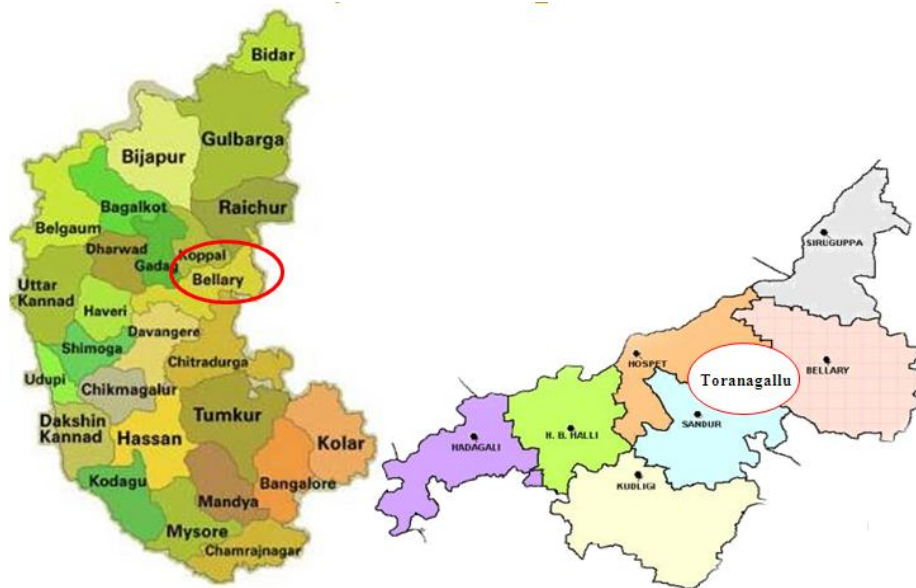 Bidar
Gulbarga
Bijapur
Raichur
Bagalkot
Belgaum
Dharwad
Koppal
Gadag
Bellary
Uttar
Kannad
Haveri
Davangere
Shimoga
Chitradurga
Udupi
Chikmagalur
Dakshin
Kannad
Hassan
Tumkur
Kolar
Kodagu
Mandya
Bangalore
Mysore
Chamrajnagar
SIRUGUPPA
HOSPET
Toranagallu
BELLARY
SANDUR
HADAGALI
H. B. HALLI
KUDLIGI